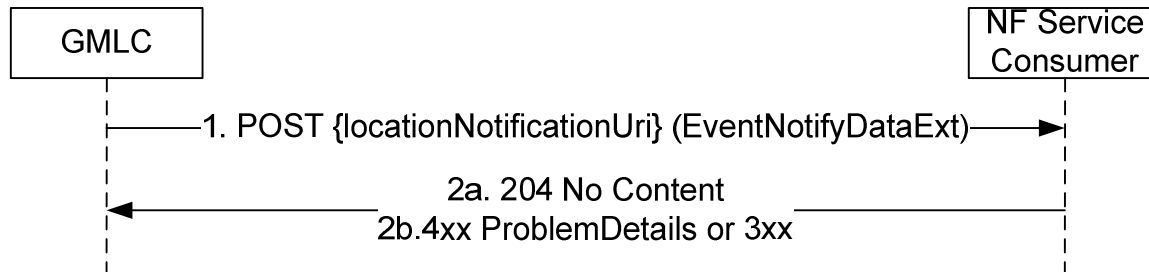 GMLC
NF Service
Consumer
1. POST {locationNotificationUri} (EventNotifyDataExt)
2a. 204 No Content
2b.4xx ProblemDetails or 3xx